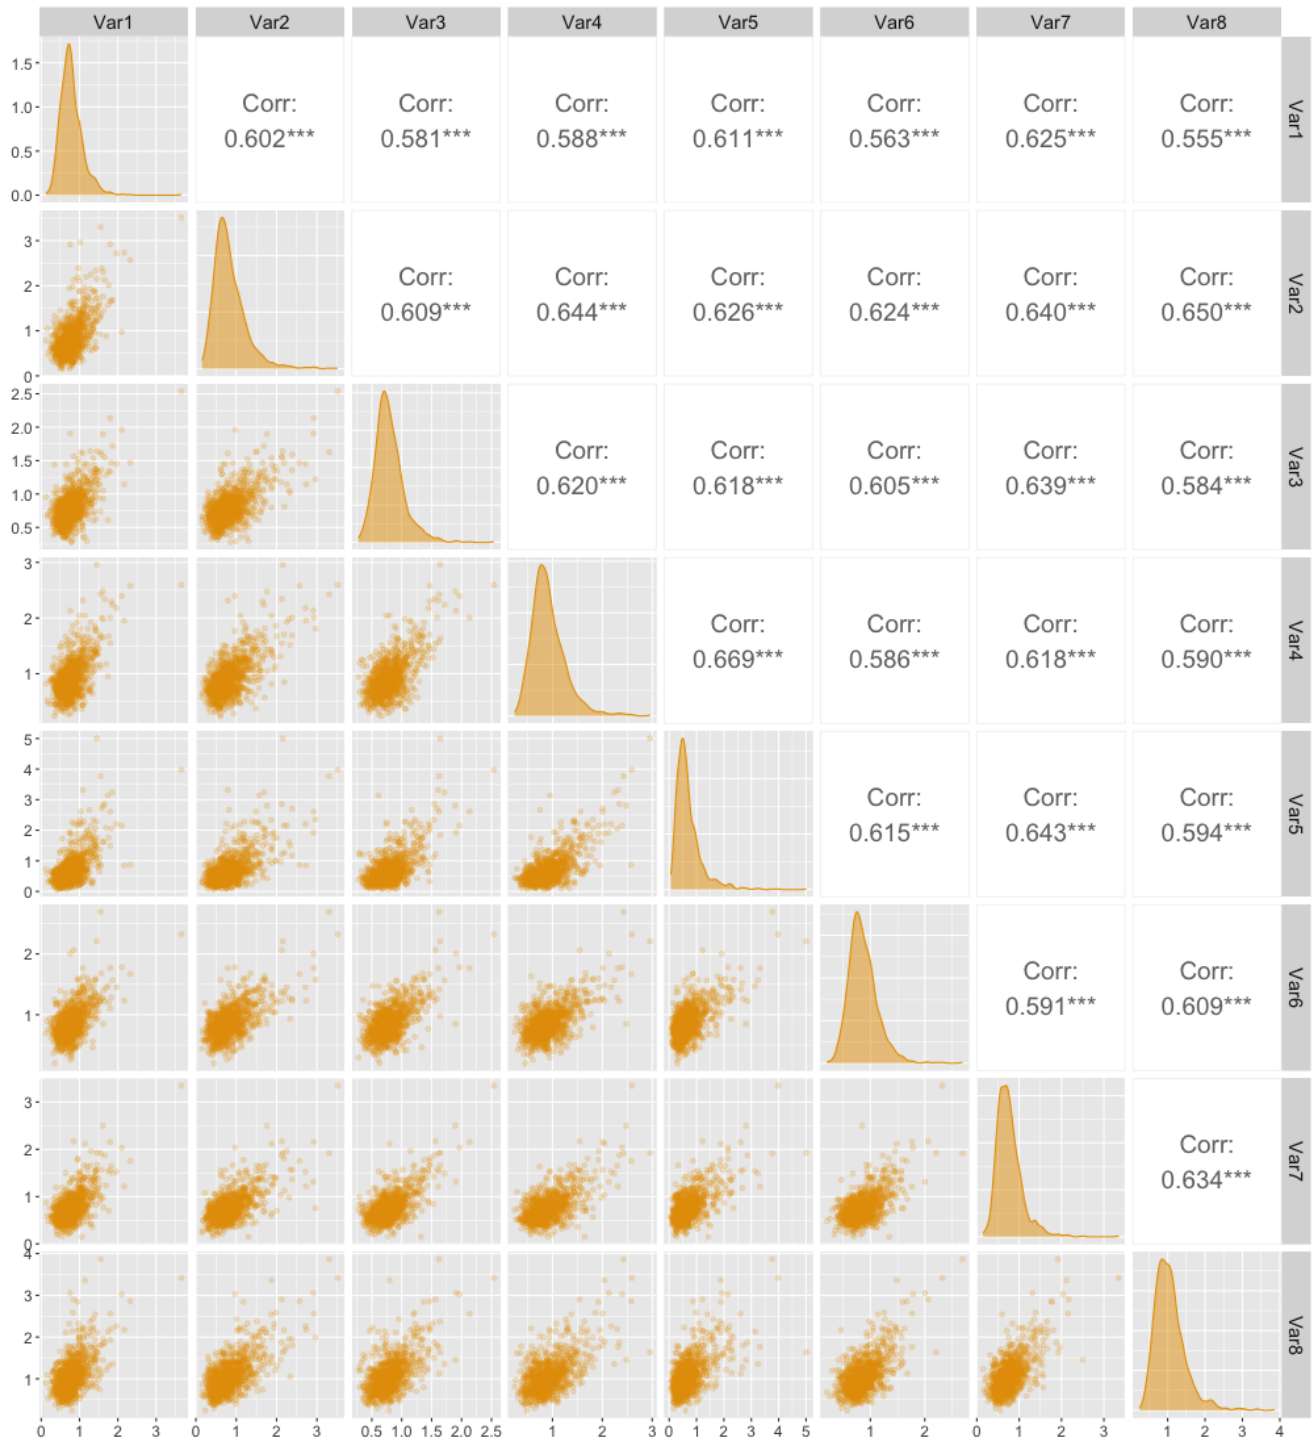 Var1 Var2 Var3 Var4 Var5 Var6 Var7 Var8
1.5
1.0
0.5
0.0
Corr: Corr: Corr: Corr: Corr: Corr: Corr:
0.602*** 0.581*** 0.588*** 0.611*** 0.563*** 0.625*** 0.555***
Var1
3
2
1
0
Corr: Corr: Corr: Corr: Corr: Corr:
0.609*** 0.644*** 0.626*** 0.624*** 0.640*** 0.650***
Var2
2.5
2.0
1.5
1.0
0.5
Corr: Corr: Corr: Corr: Corr:
0.620*** 0.618*** 0.605*** 0.639*** 0.584***
Var3
3
2
1
Corr: Corr: Corr: Corr:
0.669*** 0.586*** 0.618*** 0.590***
Var4
5
4
3
2
1
0
Corr: Corr: Corr:
0.615*** 0.643*** 0.594***
Var5
2
1
Corr: Corr:
0.591*** 0.609***
Var6
3
2
1
0
Corr:
0.634***
Var7
4
3
2
1
Var8
0 1 2 3 0 1 2 3 0.5 1.0 1.5 2.0 2.5 1 2 3 0 1 2 3 4 5 1 2 0 1 2 3 1 2 3 4